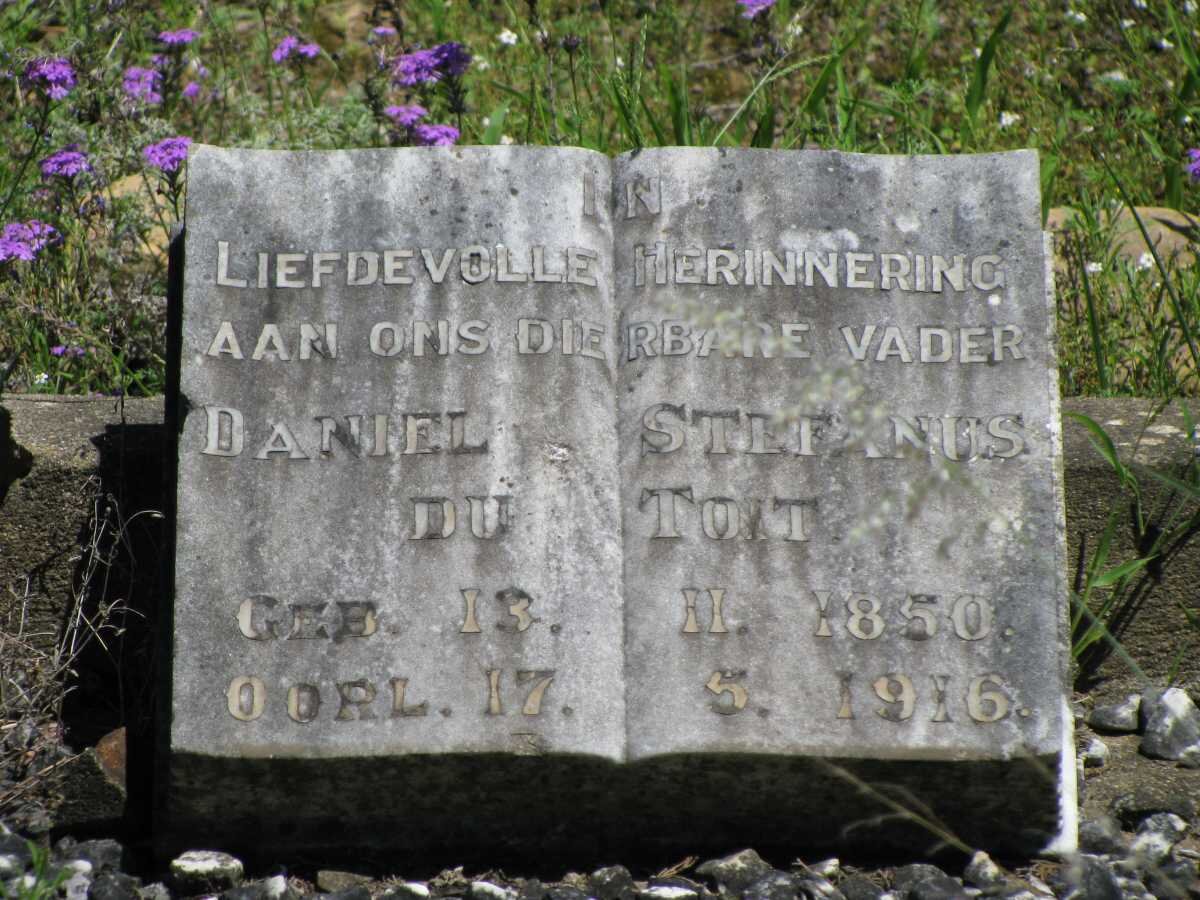 IN
LIEFDEVOLLE HERINNERING
AAN ONS DIERBARE VADER
DANIEL STEFANUS
DU TOIT
GEB. 13. 11. 1850.
OORL. 17. 5. 1916.